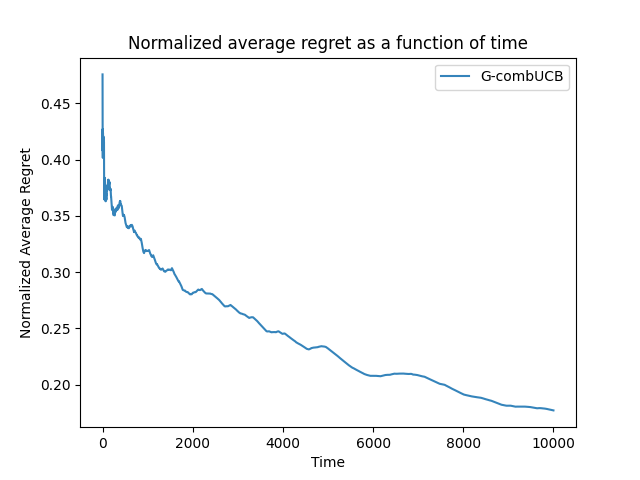 Normalized average regret as a function of time
G-combUCB
Normalized Average Regret
0.45
0.40
0.35
0.30
0.25
0.20
0 2000 4000 6000 8000 10000
Time